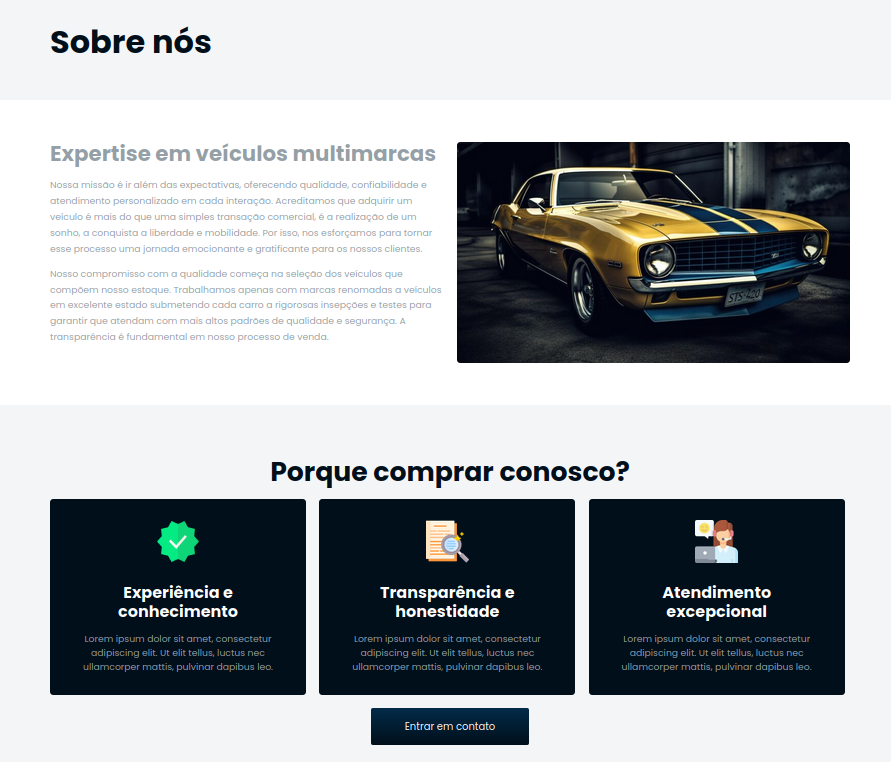 Sobre nós
Expertise em veículos multimarcas
Nossa missão é ir além das expectativas, oferecendo qualidade, confiabilidade e
atendimento personalizado em cada interação. Acreditamos que adquirir um
veículo é mais do que uma simples transação comercial, é a realização de um
sonho, a conquista a liberdade e mobilidade. Por isso, nos esforçamos para tornar
esse processo uma jornada emocionante e gratificante para os nossos clientes.
Nosso compromisso com a qualidade começa na seleção dos veículos que
compõem nosso estoque. Trabalhamos apenas com marcas renomadas a veículos
em excelente estado submetendo cada carro a rigorosas insepções e testes para
garantir que atendam com mais altos padrões de qualidade e segurança. A
transparência é fundamental em nosso processo de venda.
STS·420
Porque comprar conosco?
Experiência e
conhecimento
Lorem ipsum dolor sit amet, consectetur
adipiscing elit. Ut elit tellus, luctus nec
ullamcorper mattis, pulvinar dapibus leo.
Transparência e
honestidade
Lorem ipsum dolor sit amet, consectetur
adipiscing elit. Ut elit tellus, luctus nec
ullamcorper mattis, pulvinar dapibus leo.
Atendimento
excepcional
Lorem ipsum dolor sit amet, consectetur
adipiscing elit. Ut elit tellus, luctus nec
ullamcorper mattis, pulvinar dapibus leo.
Entrar em contato